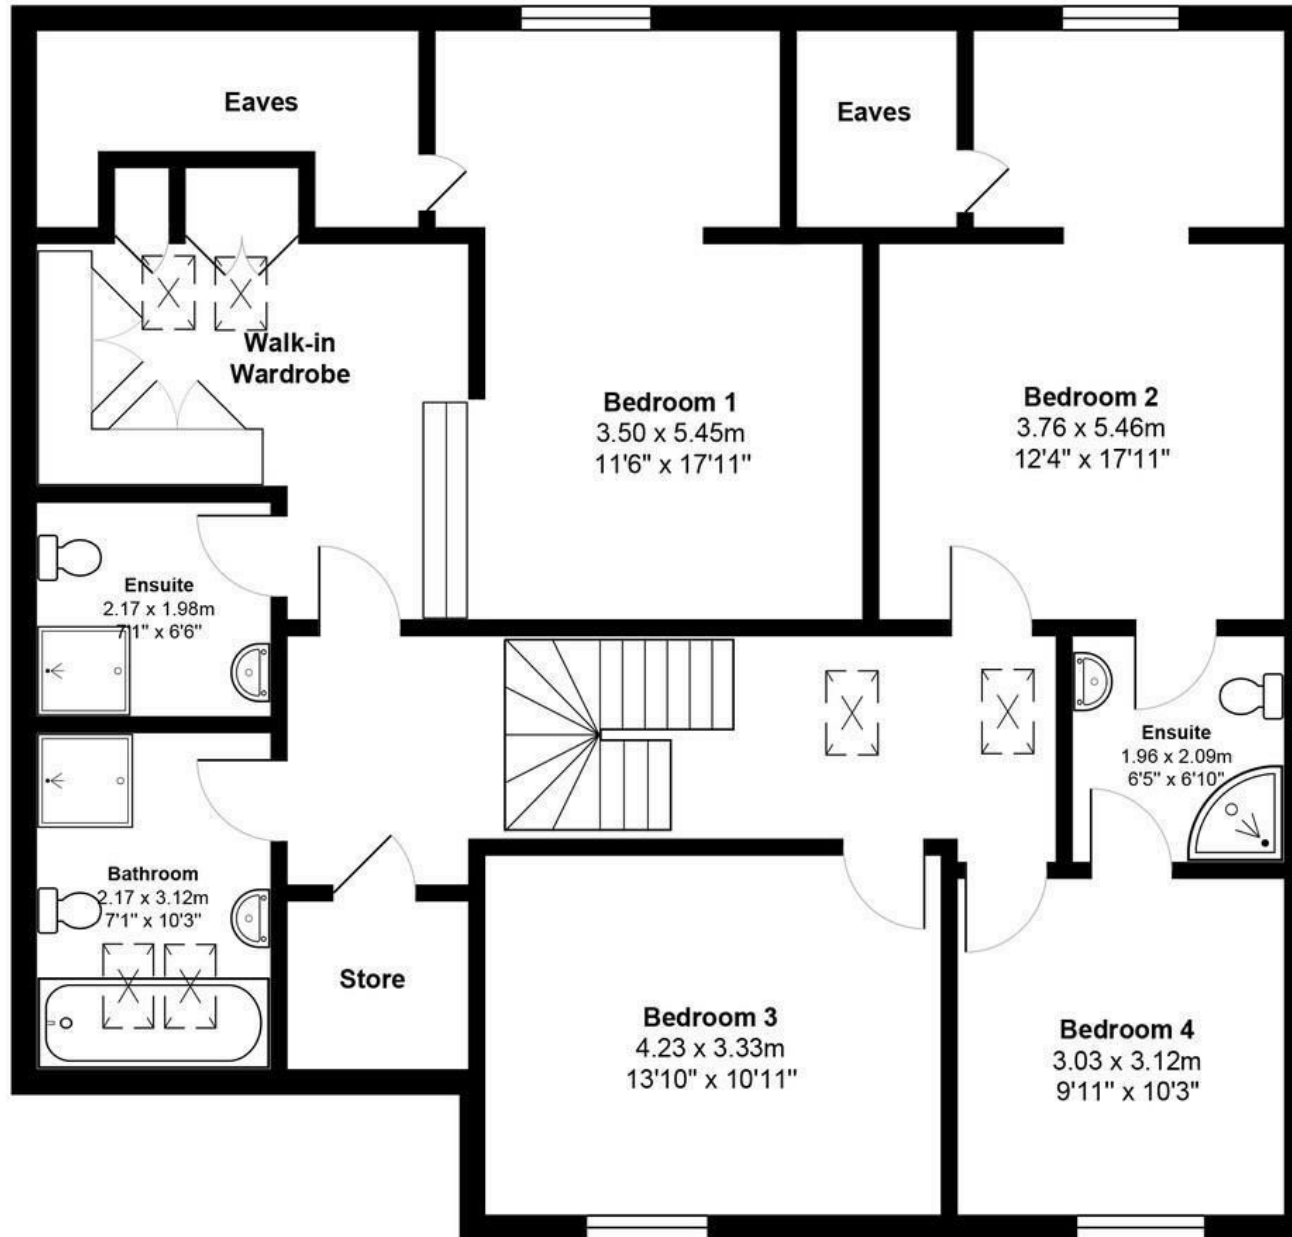 Eaves
Eaves
Walk-in
Wardrobe
Bedroom 1
3.50 x 5.45m
11'6" x 17'11"
Bedroom 2
3.76 x 5.46m
12'4" x 17'11"
Ensuite
2.17 x 1.98m
7'1" x 6'6"
Ensuite
1.96 x 2.09m
6'5" x 6'10"
Bathroom
2.17 x 3.12m
7'1" x 10'3"
Store
Bedroom 3
4.23 x 3.33m
13'10" x 10'11"
Bedroom 4
3.03 x 3.12m
9'11" x 10'3"